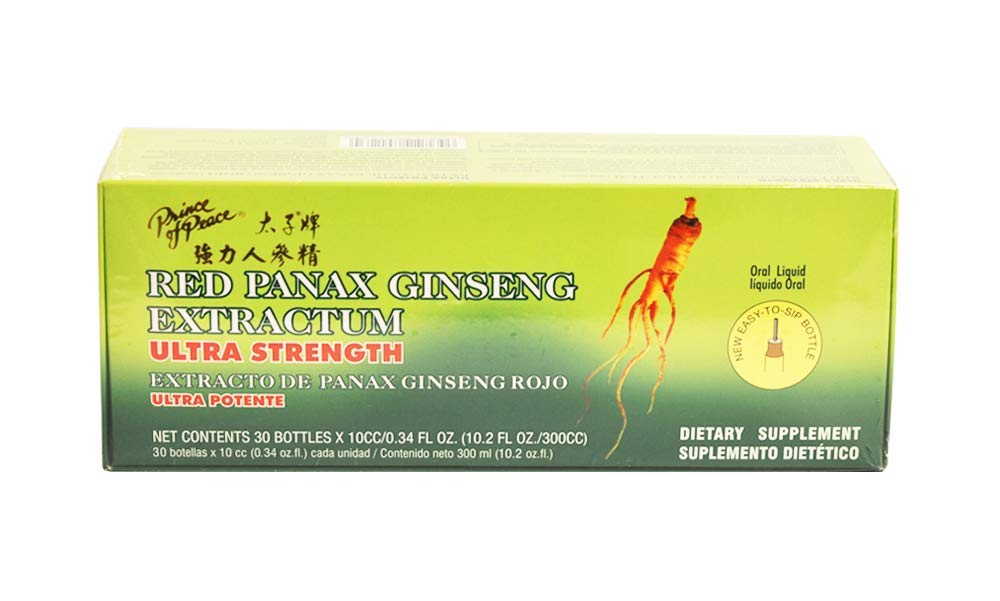 Prince of Peace®
太子牌
強力人參精
RED PANAX GINSENG
EXTRACTUM
ULTRA STRENGTH
EXTRACTO DE PANAX GINSENG ROJO
ULTRA POTENTE
NET CONTENTS 30 BOTTLES X 10CC/0.34 FL OZ. (10.2 FL OZ./300CC)
30 botellas x 10 cc (0.34 oz.fl.) cada unidad / Contenido neto 300 ml (10.2 oz.fl.)
Oral Liquid
líquido Oral
NEW EASY-TO-SIP BOTTLE
DIETARY SUPPLEMENT
SUPLEMENTO DIETÉTICO